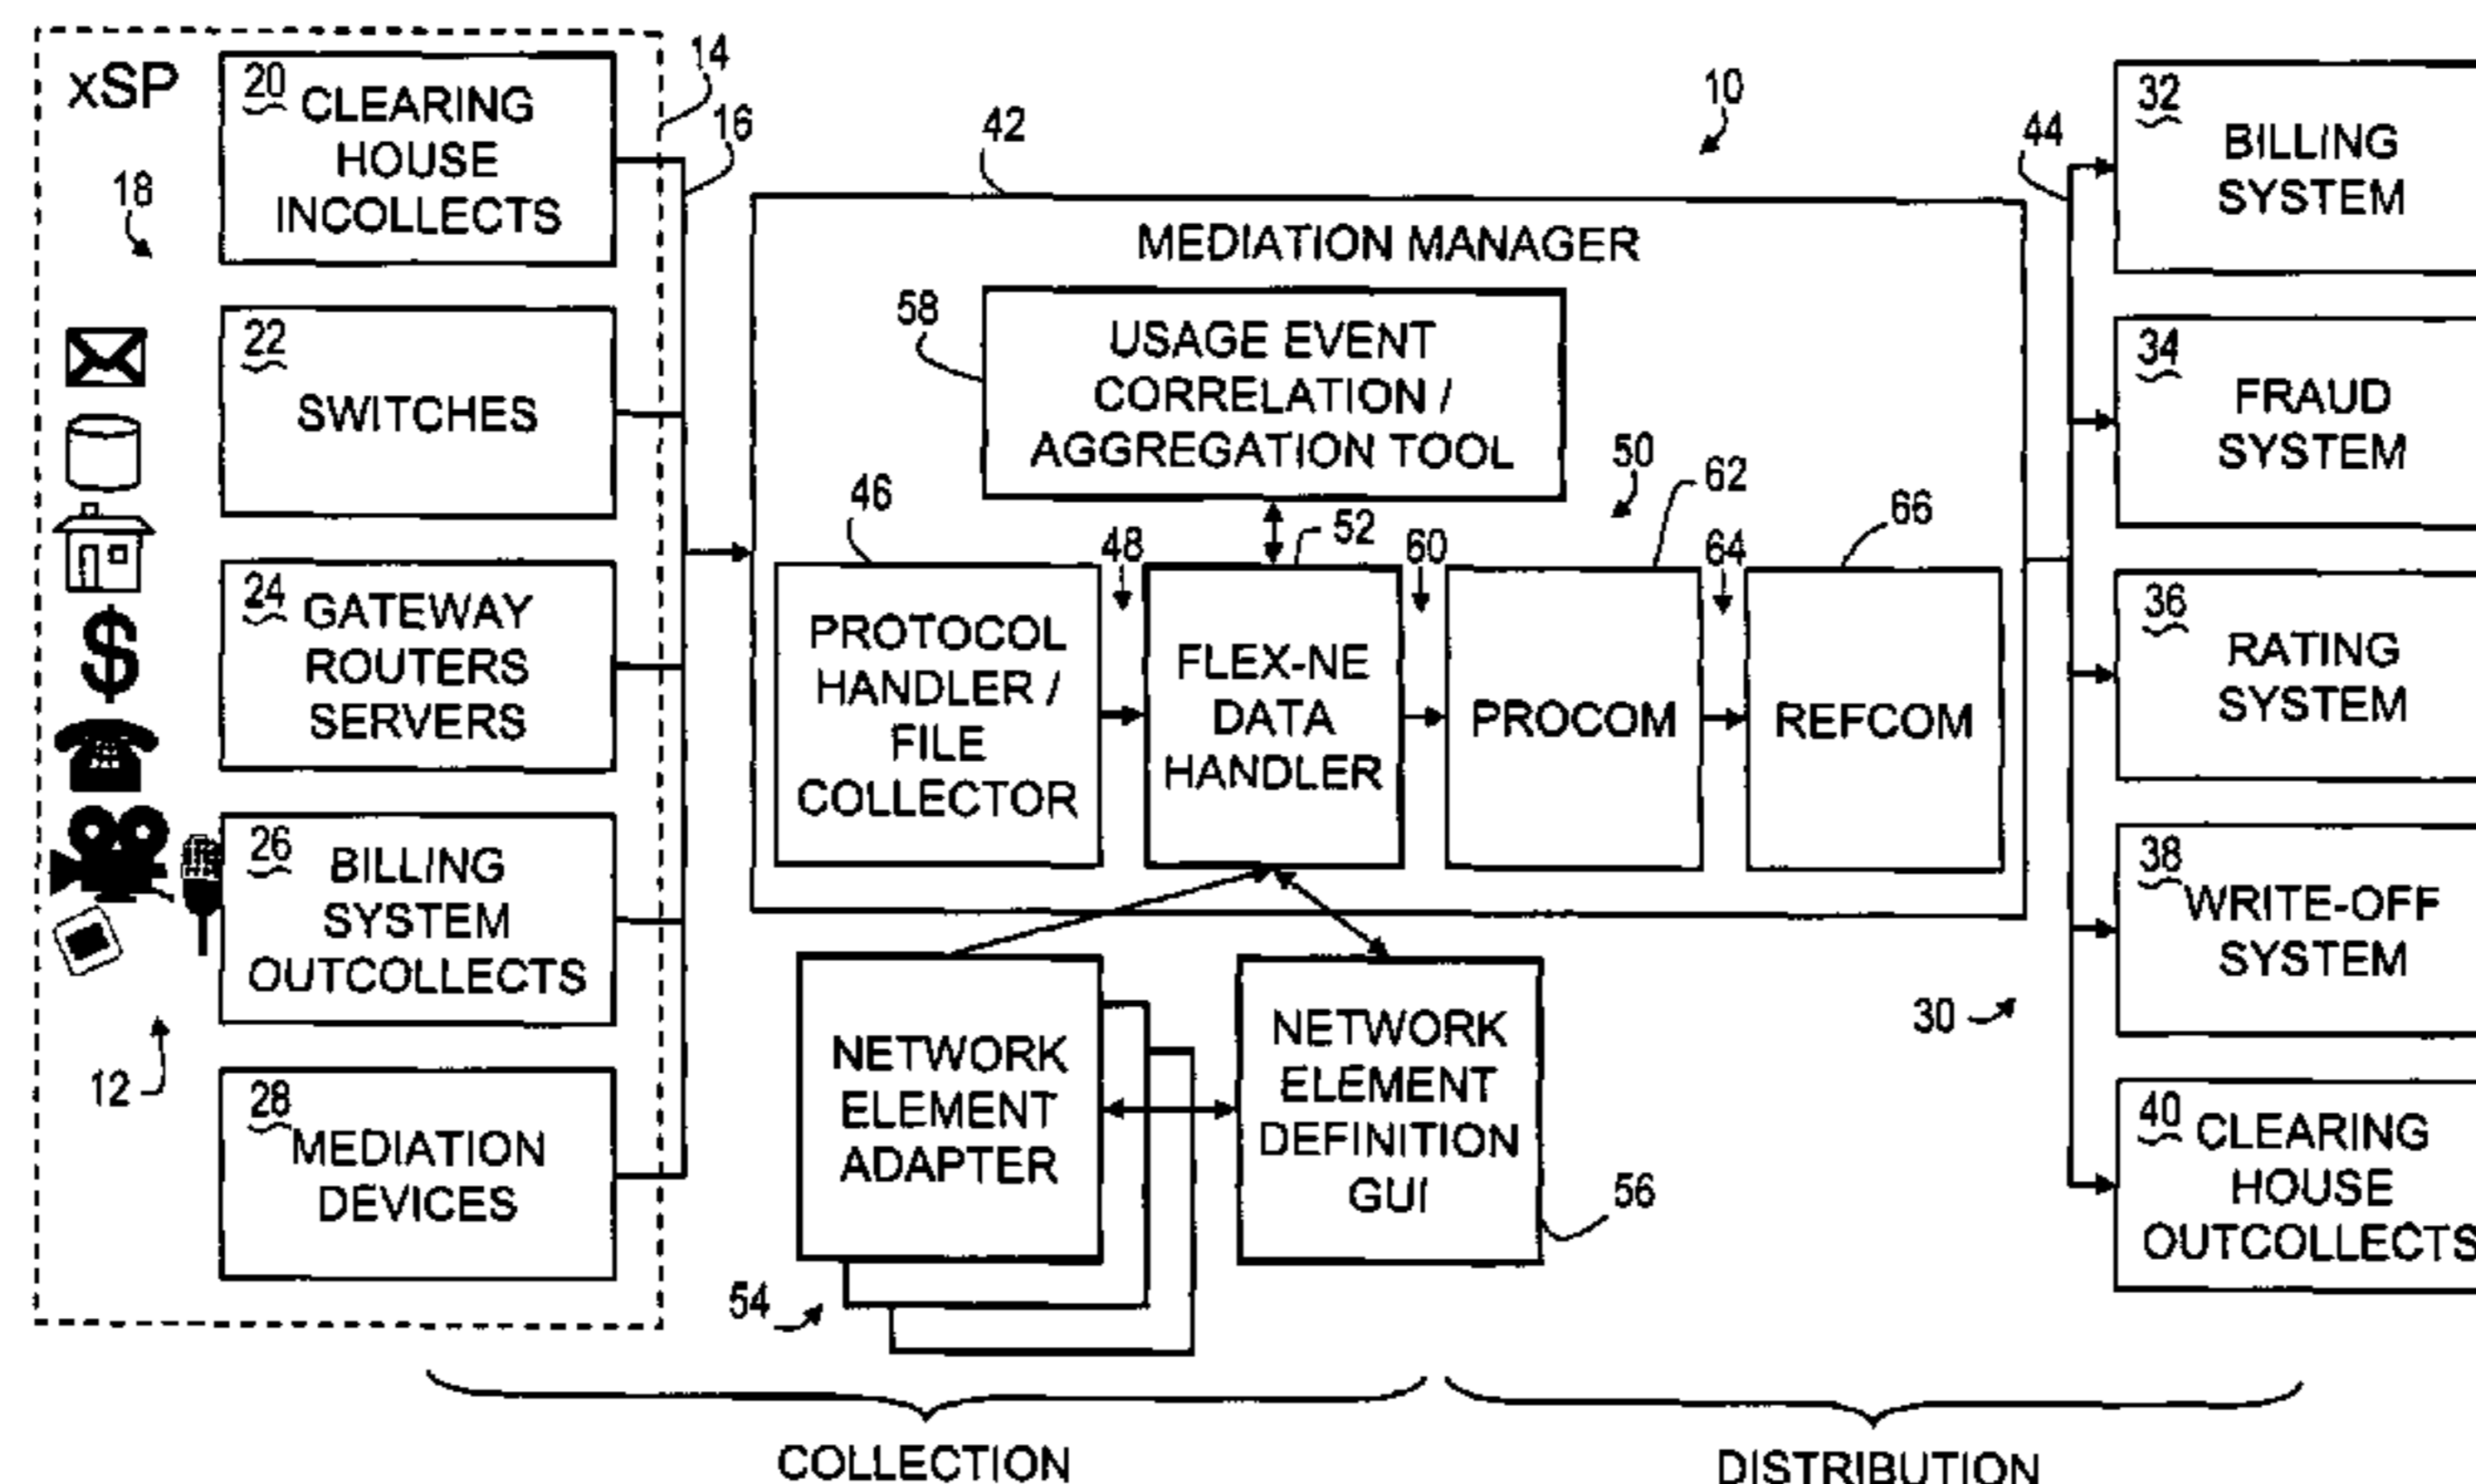 xSP
18
12
14
16
20
CLEARING
HOUSE
INCOLLECTS
22
SWITCHES
24
GATEWAY
ROUTERS
SERVERS
$
26
BILLING
SYSTEM
OUTCOLLECTS
28
MEDIATION
DEVICES
10
42
MEDIATION MANAGER
58
USAGE EVENT
CORRELATION /
AGGREGATION TOOL
50
46
48
52
60
62
64
66
PROTOCOL
HANDLER /
FILE
COLLECTOR
FLEX-NE
DATA
HANDLER
PROCOM
REFCOM
NETWORK
ELEMENT
ADAPTER
54
NETWORK
ELEMENT
DEFINITION
GUI
56
44
30
32
BILLING
SYSTEM
34
FRAUD
SYSTEM
36
RATING
SYSTEM
38
WRITE-OFF
SYSTEM
40
CLEARING
HOUSE
OUTCOLLECTS
COLLECTION
DISTRIBUTION